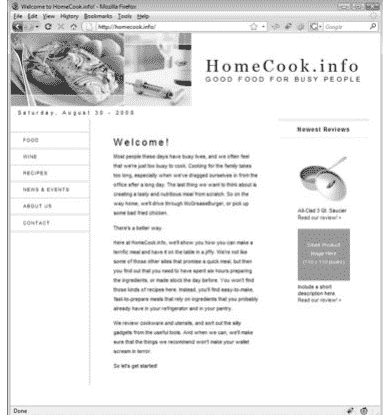 Welcome to HomeCook.info! - Mozilla Firefox
File Edit View History Bookmarks Tools Help
http://homecook.info/
Google
HomeCook.info
GOOD FOOD FOR BUSY PEOPLE
Saturday, August 30 - 2008
FOOD
WINE
RECIPES
NEWS & EVENTS
ABOUT US
CONTACT
Welcome!
Most people these days have busy lives, and we often feel
that we're just too busy to cook. Cooking for the family takes
too long, especially when we've dragged ourselves in from the
office after a long day. The last thing we want to think about is
creating a tasty and nutritious meal from scratch. So on the
way home, we'll drive through McGreaseBurger, or pick up
some bad fried chicken.
There's a better way.
Here at HomeCook.info, we'll show you how you can make a
terrific meal and have it on the table in a jiffy. We're not like
some of those other sites that promise a quick meal, but then
you find out that you need to have spent six hours preparing
the ingredients, or made stock the day before. You won't find
those kinds of recipes here. Instead, you'll find easy-to-make,
fast-to-prepare meals that rely on ingredients that you probably
already have in your refrigerator and in your pantry.
We review cookware and utensils, and sort out the silly
gadgets from the useful tools. And when we can, we'll make
sure that the things we recommend won't make your wallet
scream in terror.
So let's get started!
Newest Reviews
All-Clad 3 Qt. Saucier
Read our review! »
Small Product
Image Here
(110 x 110 pixels)
Include a short
description here
Read our review! »
Done